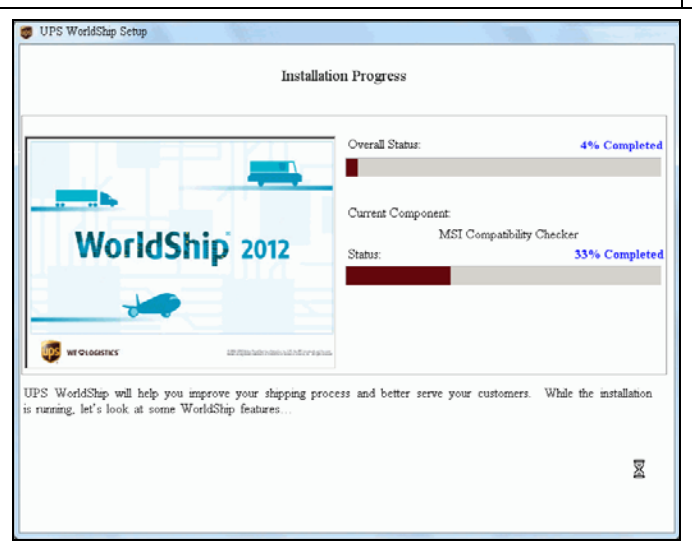 UPS WorldShip Setup
Installation Progress
Overall Status:
4% Completed
Current Component:
MSI Compatibility Checker
Status:
33% Completed
WorldShip 2012
ups WE ♥ LOGISTICS
UPS WorldShip will help you improve your shipping process and better serve your customers. While the installation
is running, let's look at some WorldShip features...